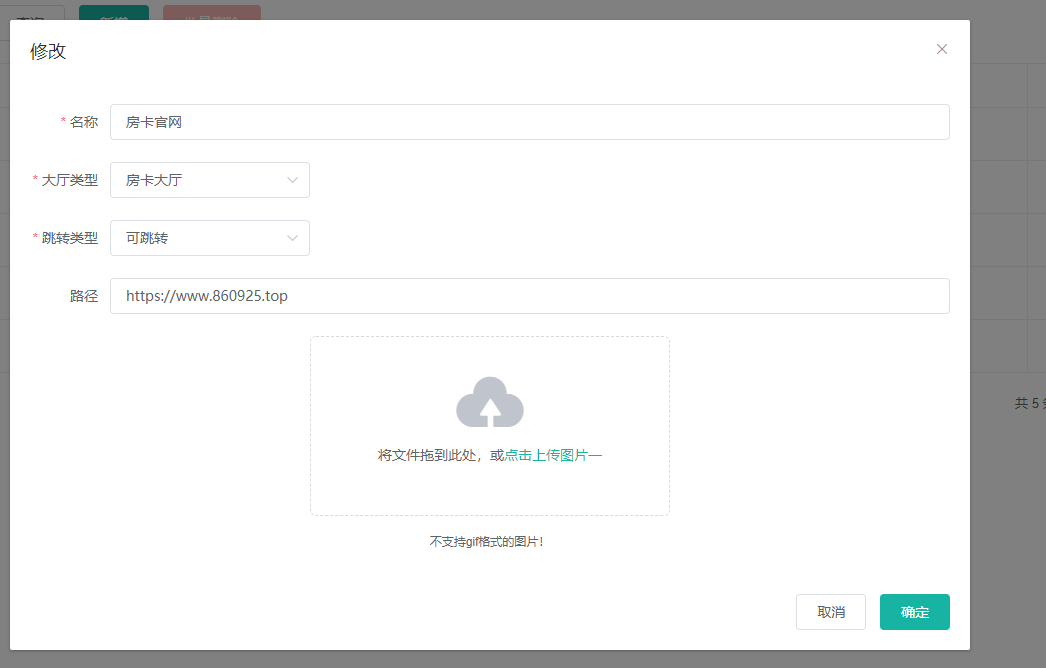 修改
* 名称 房卡官网
* 大厅类型 房卡大厅
* 跳转类型 可跳转
路径 https://www.860925.top
共 5
将文件拖到此处，或点击上传图片一
不支持gif格式的图片!
取消 确定